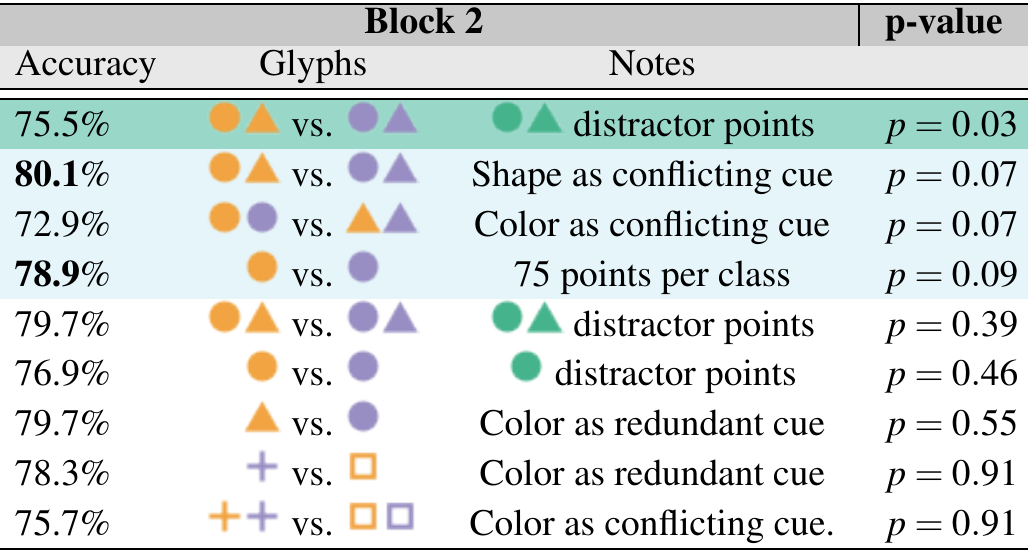 Block 2 p-value
Accuracy Glyphs Notes
75.5% vs. distractor points p = 0.03
80.1% vs. Shape as conflicting cue p = 0.07
72.9% vs. Color as conflicting cue p = 0.07
78.9% vs. 75 points per class p = 0.09
79.7% vs. distractor points p = 0.39
76.9% vs. distractor points p = 0.46
79.7% vs. Color as redundant cue p = 0.55
78.3% vs. Color as redundant cue p = 0.91
75.7% vs. Color as conflicting cue. p = 0.91